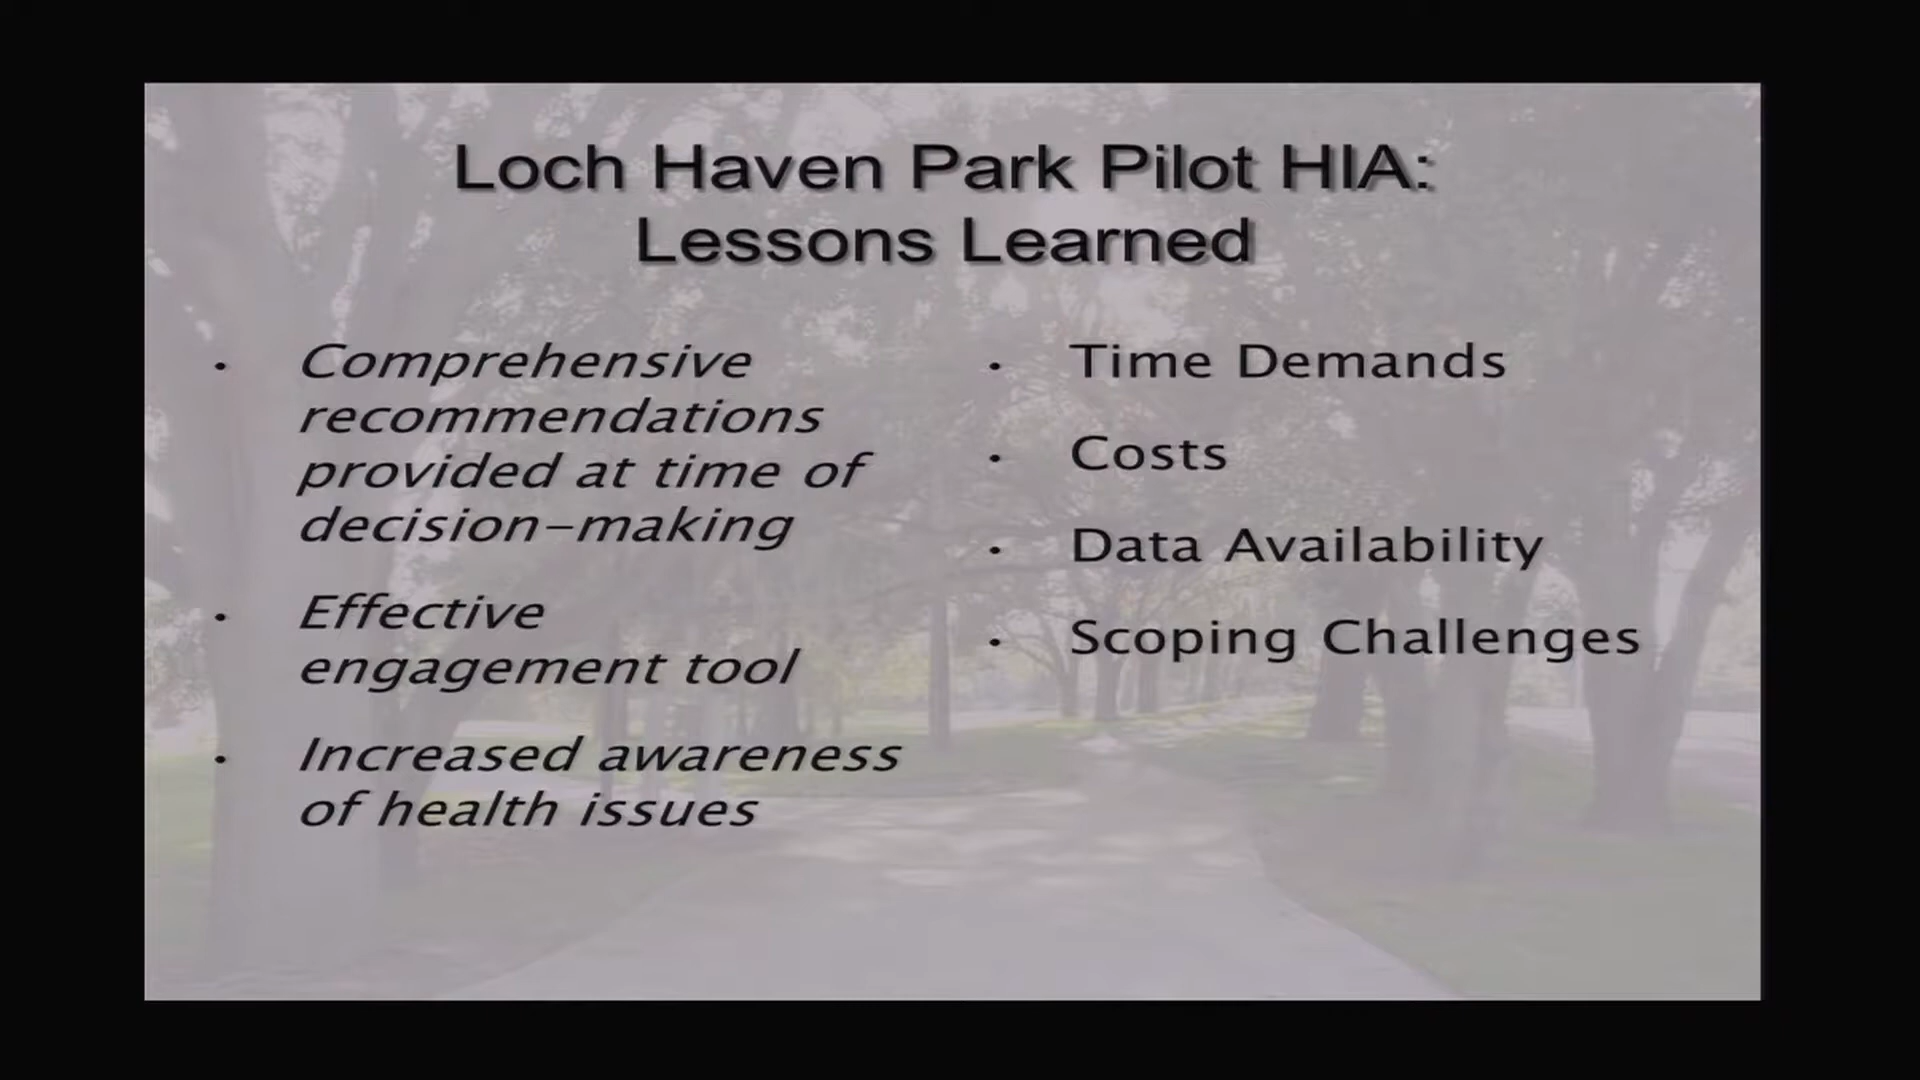 Loch Haven Park Pilot HIA:
Lessons Learned
• Comprehensive
recommendations
provided at time of
decision-making
• Effective
engagement tool
• Increased awareness
of health issues
• Time Demands
• Costs
• Data Availability
• Scoping Challenges